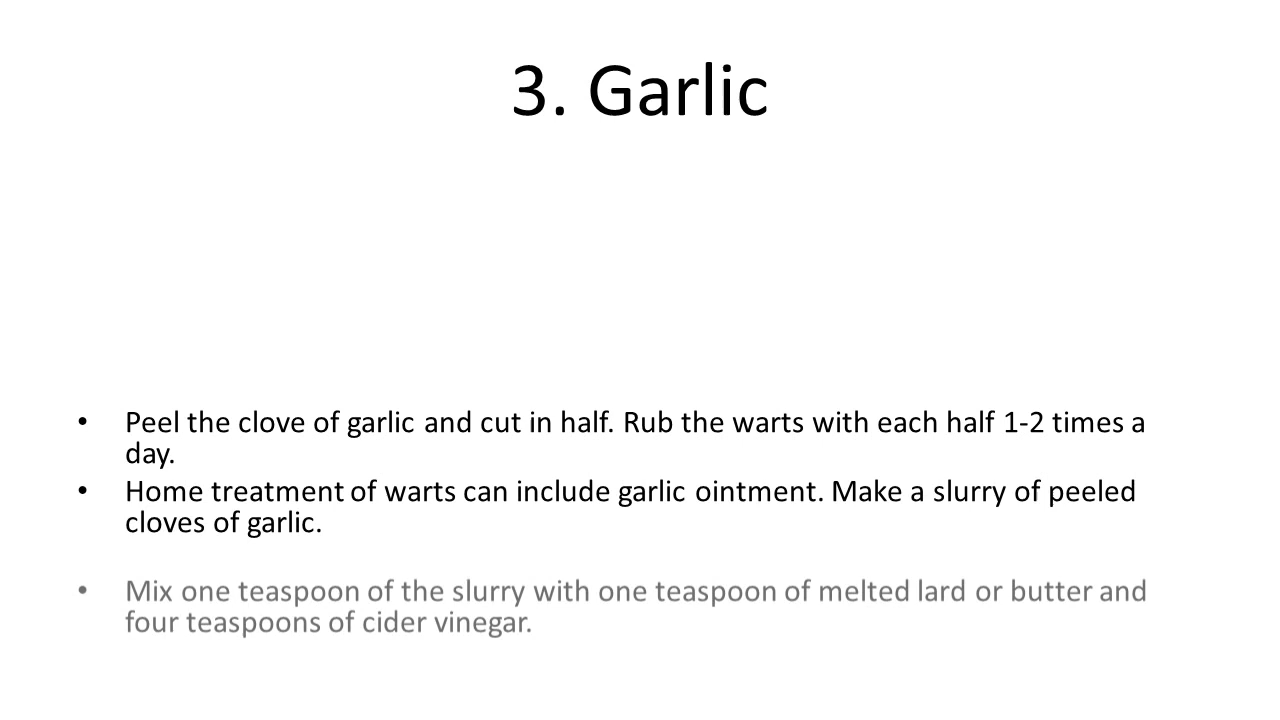 3. Garlic
• Peel the clove of garlic and cut in half. Rub the warts with each half 1-2 times a
day.
• Home treatment of warts can include garlic ointment. Make a slurry of peeled
cloves of garlic.
• Mix one teaspoon of the slurry with one teaspoon of melted lard or butter and
four teaspoons of cider vinegar.